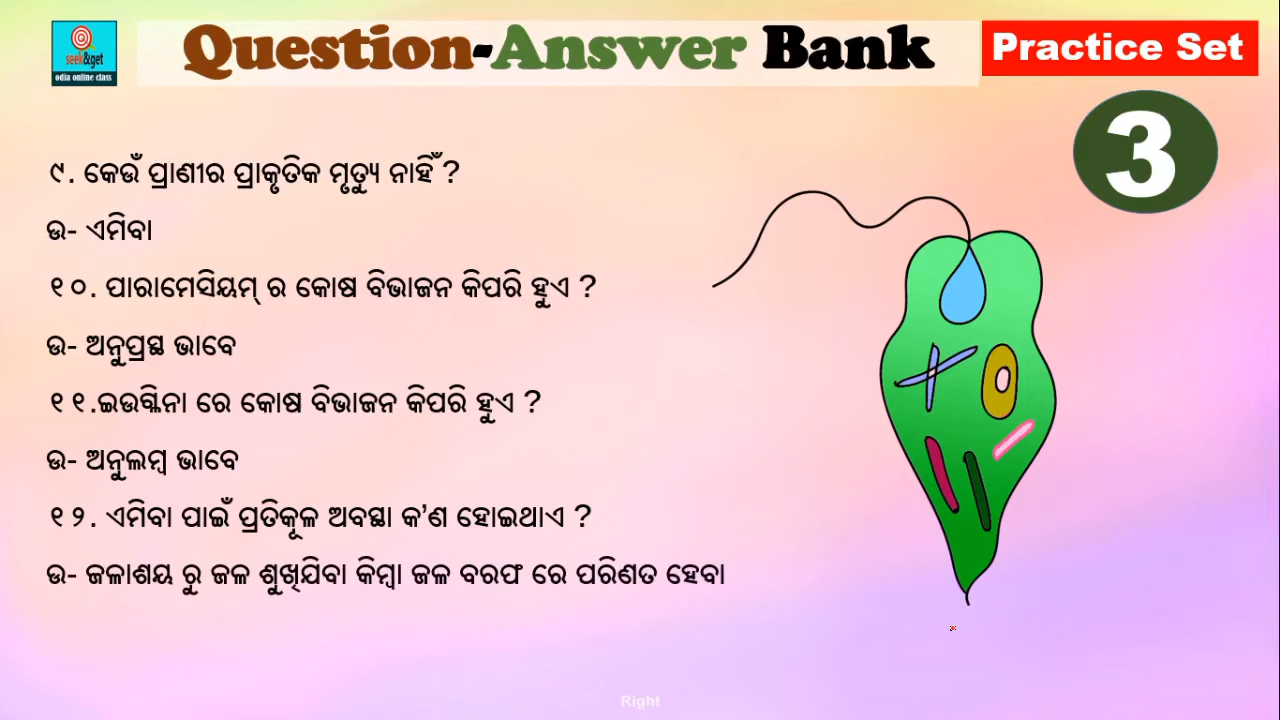 seek&get
odia online class
Question-Answer Bank
Practice Set
3
୯. କେଉଁ ପ୍ରାଣୀର ପ୍ରାକୃତିକ ମୃତ୍ୟୁ ନାହିଁ ?
ଉ- ଏମିବା
୧୦. ପାରାମେସିୟମ୍ ର କୋଷ ବିଭାଜନ କିପରି ହୁଏ ?
ଉ- ଅନୁପ୍ରସ୍ଥ ଭାବେ
୧୧.ଇଉଗ୍ଳିନା ରେ କୋଷ ବିଭାଜନ କିପରି ହୁଏ ?
ଉ- ଅନୁଲମ୍ବ ଭାବେ
୧୨. ଏମିବା ପାଇଁ ପ୍ରତିକୂଳ ଅବସ୍ଥା କ’ଣ ହୋଇଥାଏ ?
ଉ- ଜଳାଶୟ ରୁ ଜଳ ଶୁଖିଯିବା କିମ୍ବା ଜଳ ବରଫ ରେ ପରିଣତ ହେବା
Right